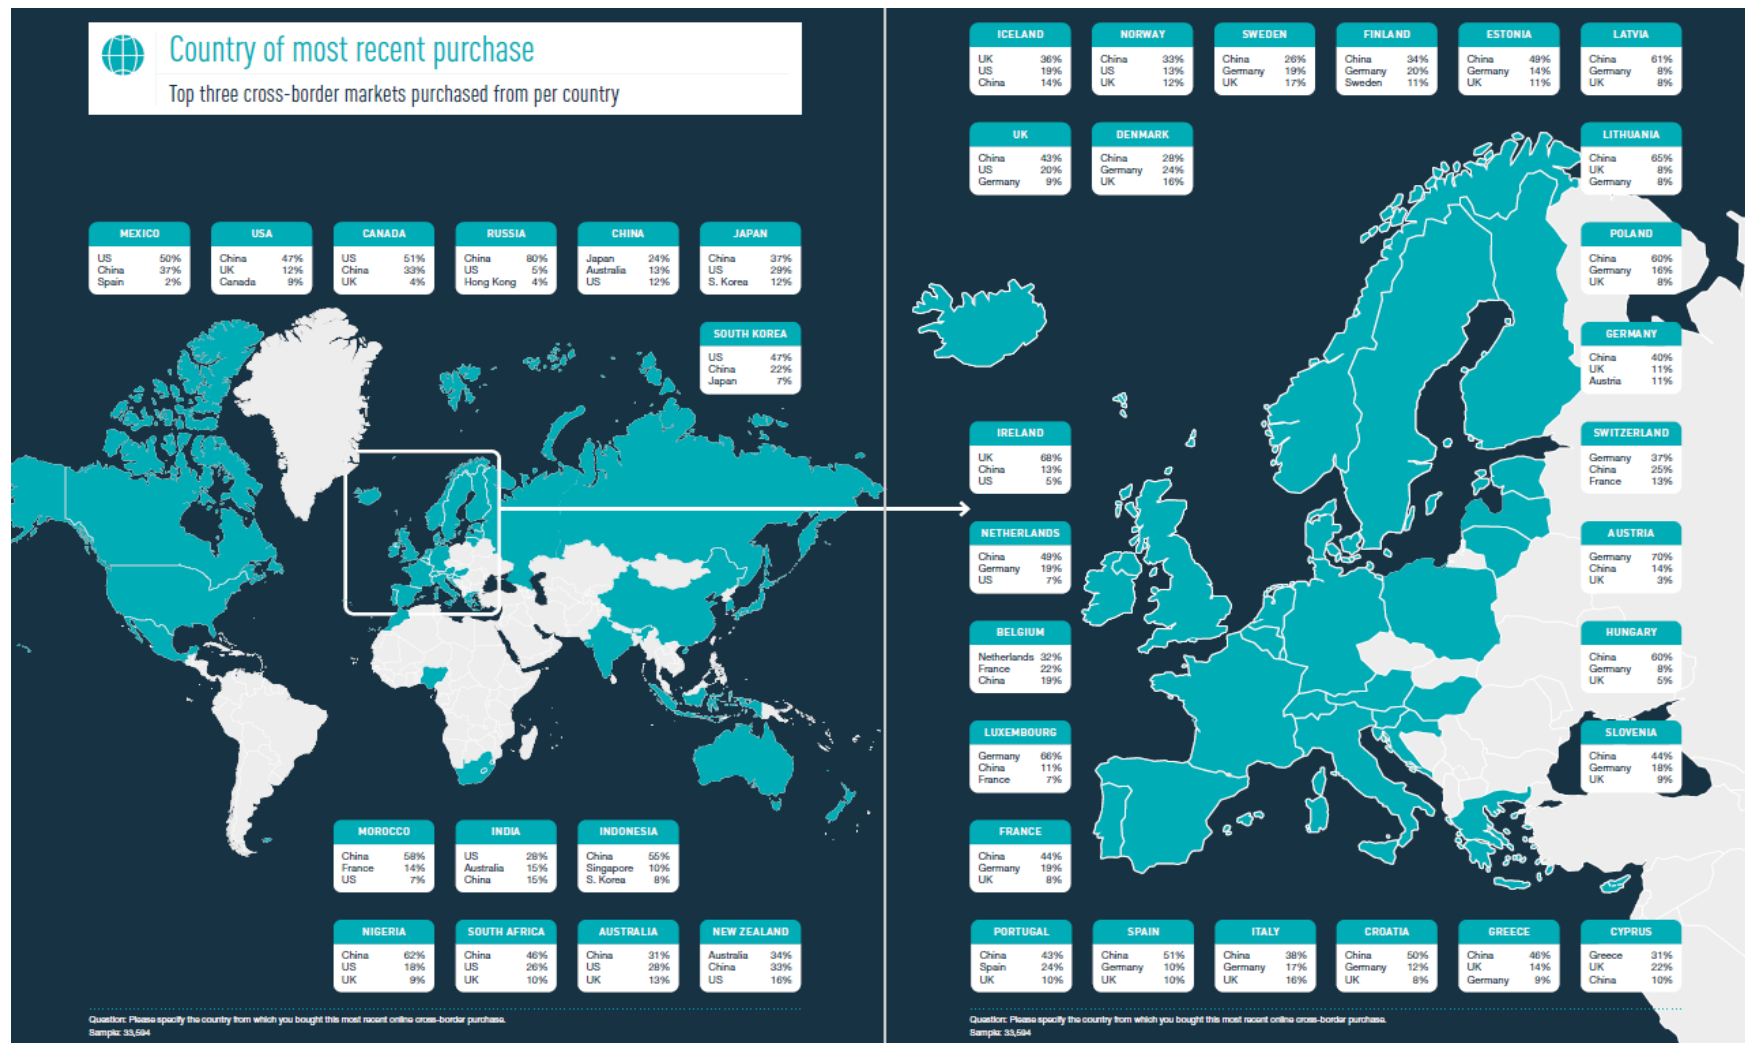 Country of most recent purchase
Top three cross-border markets purchased from per country
MEXICO
US 50%
China 37%
Spain 2%
USA
China 47%
UK 12%
Canada 9%
CANADA
US 51%
China 33%
UK 4%
RUSSIA
China 80%
US 5%
Hong Kong 4%
CHINA
Japan 24%
Australia 13%
US 12%
JAPAN
China 37%
US 29%
S. Korea 12%
SOUTH KOREA
US 47%
China 22%
Japan 7%
MOROCCO
China 58%
France 14%
US 7%
INDIA
US 28%
Australia 15%
China 15%
INDONESIA
China 55%
Singapore 10%
S. Korea 8%
NIGERIA
China 62%
US 18%
UK 9%
SOUTH AFRICA
China 46%
US 26%
UK 10%
AUSTRALIA
China 31%
US 28%
UK 13%
NEW ZEALAND
Australia 34%
China 33%
US 16%
Question: Please specify the country from which you bought this most recent online cross-border purchase.
Sample: 33,594
ICELAND
UK 36%
US 19%
China 14%
NORWAY
China 33%
US 13%
UK 12%
SWEDEN
China 26%
Germany 19%
UK 17%
FINLAND
China 34%
Germany 20%
Sweden 11%
ESTONIA
China 49%
Germany 14%
UK 11%
LATVIA
China 61%
Germany 8%
UK 8%
UK
China 43%
US 20%
Germany 9%
DENMARK
China 28%
Germany 24%
UK 16%
LITHUANIA
China 65%
UK 8%
Germany 8%
POLAND
China 60%
Germany 16%
UK 8%
GERMANY
China 40%
UK 11%
Austria 11%
IRELAND
UK 68%
China 13%
US 5%
SWITZERLAND
Germany 37%
China 25%
France 13%
NETHERLANDS
China 49%
Germany 19%
US 7%
AUSTRIA
Germany 70%
China 14%
UK 3%
BELGIUM
Netherlands 32%
France 22%
China 19%
HUNGARY
China 60%
Germany 8%
UK 5%
LUXEMBOURG
Germany 66%
China 11%
France 7%
SLOVENIA
China 44%
Germany 18%
UK 9%
FRANCE
China 44%
Germany 19%
UK 8%
PORTUGAL
China 43%
Spain 24%
UK 10%
SPAIN
China 51%
Germany 10%
UK 10%
ITALY
China 38%
Germany 17%
UK 16%
CROATIA
China 50%
Germany 12%
UK 8%
GREECE
China 46%
UK 14%
Germany 9%
CYPRUS
Greece 31%
UK 22%
China 10%
Question: Please specify the country from which you bought this most recent online cross-border purchase.
Sample: 33,594